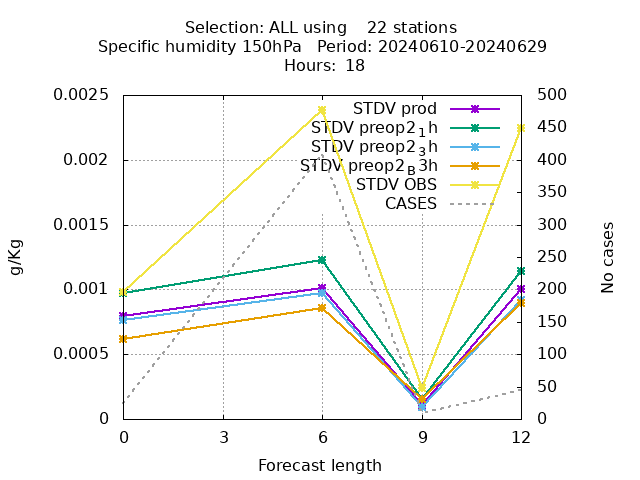 Selection: ALL using    22 stations
Specific humidity 150hPa   Period: 20240610-20240629
Hours: 18
0.0025
0.002
0.0015
0.001
0.0005
0
g/Kg
STDV prod
STDV preop2₁h
STDV preop2₃h
STDV preop2_B3h
STDV OBS
CASES
500
450
400
350
300
250
200
150
100
50
0
No cases
0 3 6 9 12
Forecast length